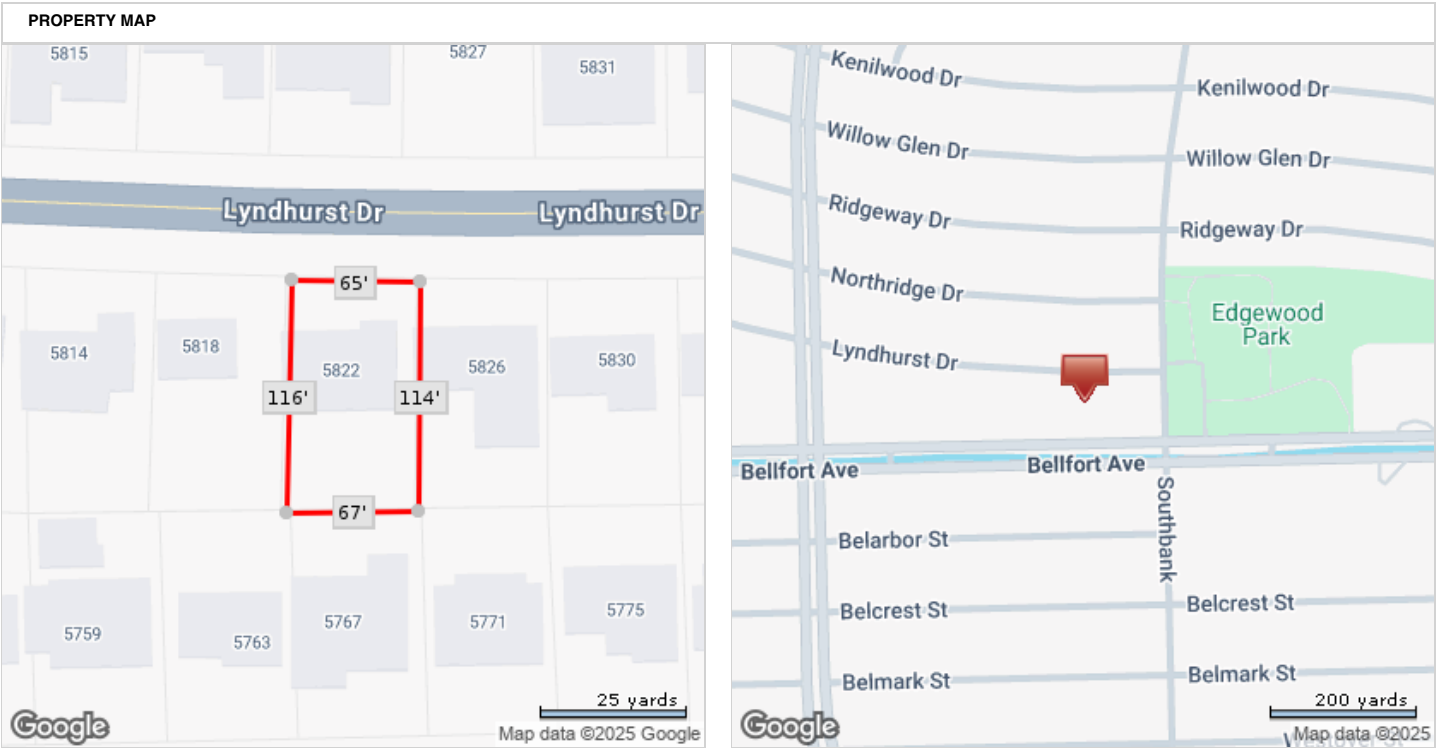 PROPERTY MAP
5815
5827
5831
Lyndhurst Dr
Lyndhurst Dr
65'
5814
5818
5822
5826
5830
116'
114'
67'
5759
5763
5767
5771
5775
25 yards
Google
Map data ©2025 Google
Kenilwood Dr
Kenilwood Dr
Willow Glen Dr
Willow Glen Dr
Ridgeway Dr
Ridgeway Dr
Northridge Dr
Edgewood
Park
Lyndhurst Dr
Bellfort Ave
Bellfort Ave
Southbank
Belarbor St
Belcrest St
Belcrest St
Belmark St
Belmark St
200 yards
Google
Map data ©2025